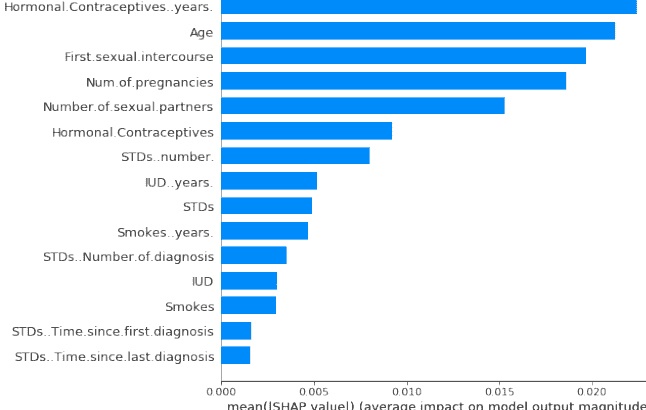 Hormonal.Contraceptives..years.
Age
First.sexual.intercourse
Num.of.pregnancies
Number.of.sexual.partners
Hormonal.Contraceptives
STDs..number.
IUD..years.
STDs
Smokes..years.
STDs..Number.of.diagnosis
IUD
Smokes
STDs..Time.since.first.diagnosis
STDs..Time.since.last.diagnosis
0.000 0.005 0.010 0.015 0.020
mean(|SHAP value|) (average impact on model output magnitude